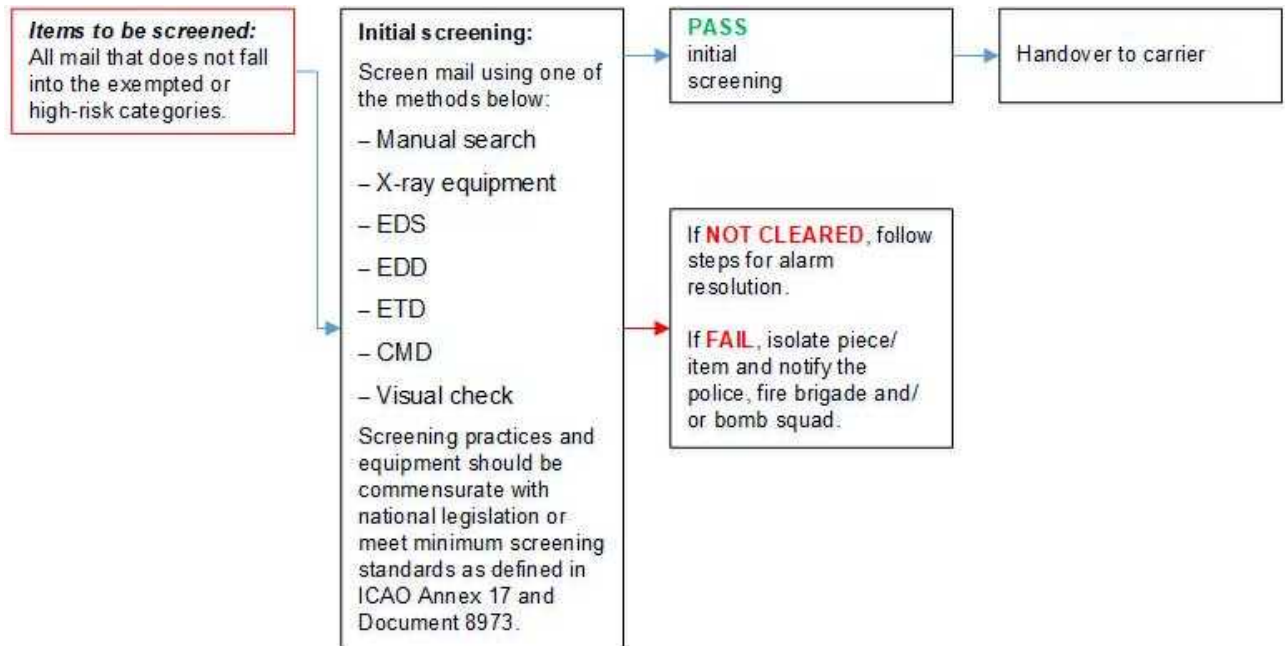 Items to be screened:
All mail that does not fall
into the exempted or
high-risk categories.
Initial screening:
Screen mail using one of
the methods below:
– Manual search
– X-ray equipment
– EDS
– EDD
– ETD
– CMD
– Visual check
Screening practices and
equipment should be
commensurate with
national legislation or
meet minimum screening
standards as defined in
ICAO Annex 17 and
Document 8973.
PASS
initial
screening
Handover to carrier
If NOT CLEARED, follow
steps for alarm
resolution.
If FAIL, isolate piece/
item and notify the
police, fire brigade and/
or bomb squad.